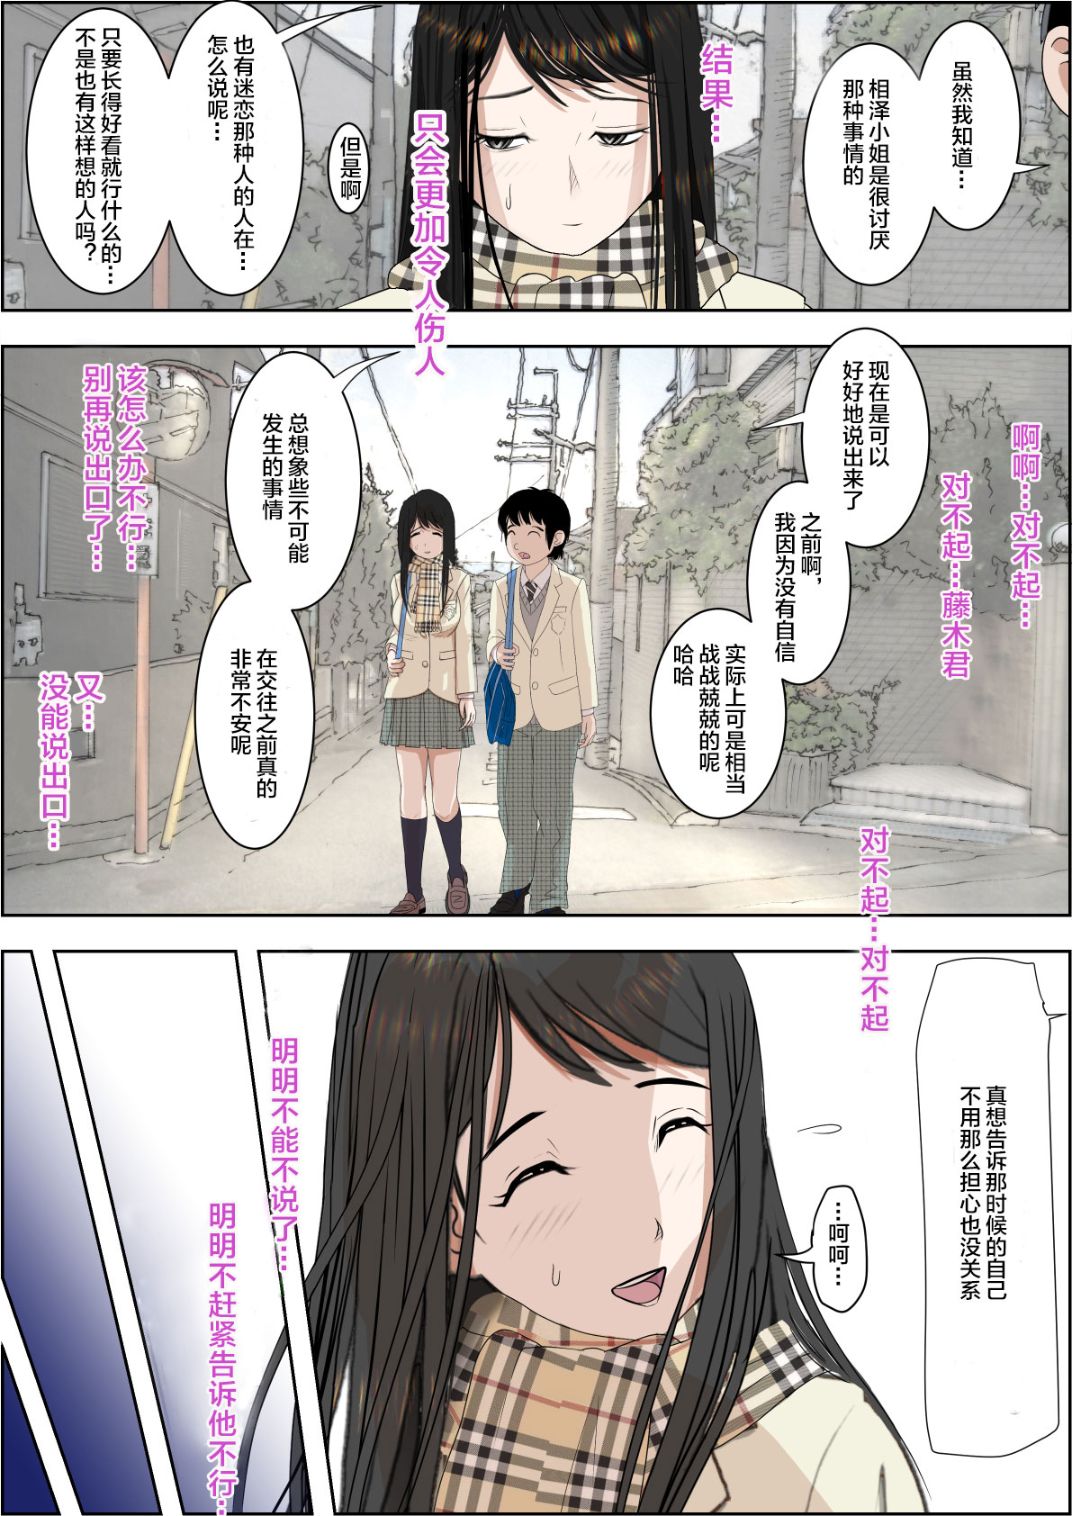 虽然我知道…
相泽小姐是很讨厌
那种事情的
结果…
只会更加令人伤人
但是啊
也有迷恋那种人的人在…
怎么说呢…
只要长得好看就行什么的…
不是也有这样想的人吗？
啊啊…对不起…
对不起…藤木君
现在是可以
好好地说出来了
之前啊，
我因为没有自信
实际上可是相当
战战兢兢的呢
哈哈
总想象些不可能
发生的事情
在交往之前真的
非常不安呢
该怎么办不行…
别再说出口了…
又…
没能说出口…
对不起…对不起
真想告诉那时候的自己
不用那么担心也没关系
…呵呵…
明明不能不说了…
明明不赶紧告诉他不行…